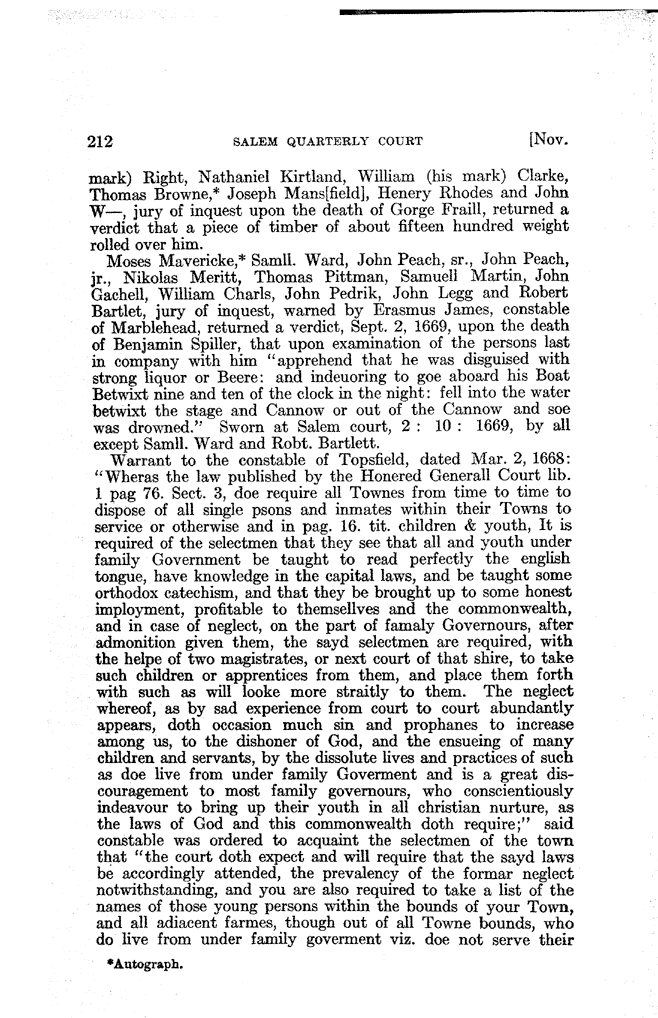 212 SALEM QUARTERLY COURT [Nov.
mark) Right, Nathaniel Kirtland, William (his mark) Clarke,
Thomas Browne,* Joseph Mans[field], Henery Rhodes and John
W—, jury of inquest upon the death of Gorge Fraill, returned a
verdict that a piece of timber of about fifteen hundred weight
rolled over him.
Moses Mavericke,* Samll. Ward, John Peach, sr., John Peach,
jr., Nikolas Meritt, Thomas Pittman, Samuell Martin, John
Gachell, William Charls, John Pedrik, John Legg and Robert
Bartlet, jury of inquest, warned by Erasmus James, constable
of Marblehead, returned a verdict, Sept. 2, 1669, upon the death
of Benjamin Spiller, that upon examination of the persons last
in company with him "apprehend that he was disguised with
strong liquor or Beere: and indeuoring to goe aboard his Boat
Betwixt nine and ten of the clock in the night: fell into the water
betwixt the stage and Cannow or out of the Cannow and soe
was drowned." Sworn at Salem court, 2 : 10 : 1669, by all
except Samll. Ward and Robt. Bartlett.
Warrant to the constable of Topsfield, dated Mar. 2, 1668:
"Wheras the law published by the Honered Generall Court lib.
1 pag 76. Sect. 3, doe require all Townes from time to time to
dispose of all single psons and inmates within their Towns to
service or otherwise and in pag. 16. tit. children & youth, It is
required of the selectmen that they see that all and youth under
family Government be taught to read perfectly the english
tongue, have knowledge in the capital laws, and be taught some
orthodox catechism, and that they be brought up to some honest
imployment, profitable to themsellves and the commonwealth,
and in case of neglect, on the part of famaly Governours, after
admonition given them, the sayd selectmen are required, with
the helpe of two magistrates, or next court of that shire, to take
such children or apprentices from them, and place them forth
with such as will looke more straitly to them. The neglect
whereof, as by sad experience from court to court abundantly
appears, doth occasion much sin and prophanes to increase
among us, to the dishoner of God, and the ensueing of many
children and servants, by the dissolute lives and practices of such
as doe live from under family Goverment and is a great dis-
couragement to most family governours, who conscientiously
indeavour to bring up their youth in all christian nurture, as
the laws of God and this commonwealth doth require;" said
constable was ordered to acquaint the selectmen of the town
that "the court doth expect and will require that the sayd laws
be accordingly attended, the prevalency of the formar neglect
notwithstanding, and you are also required to take a list of the
names of those young persons within the bounds of your Town,
and all adiacent farmes, though out of all Towne bounds, who
do live from under family goverment viz. doe not serve their
*Autograph.